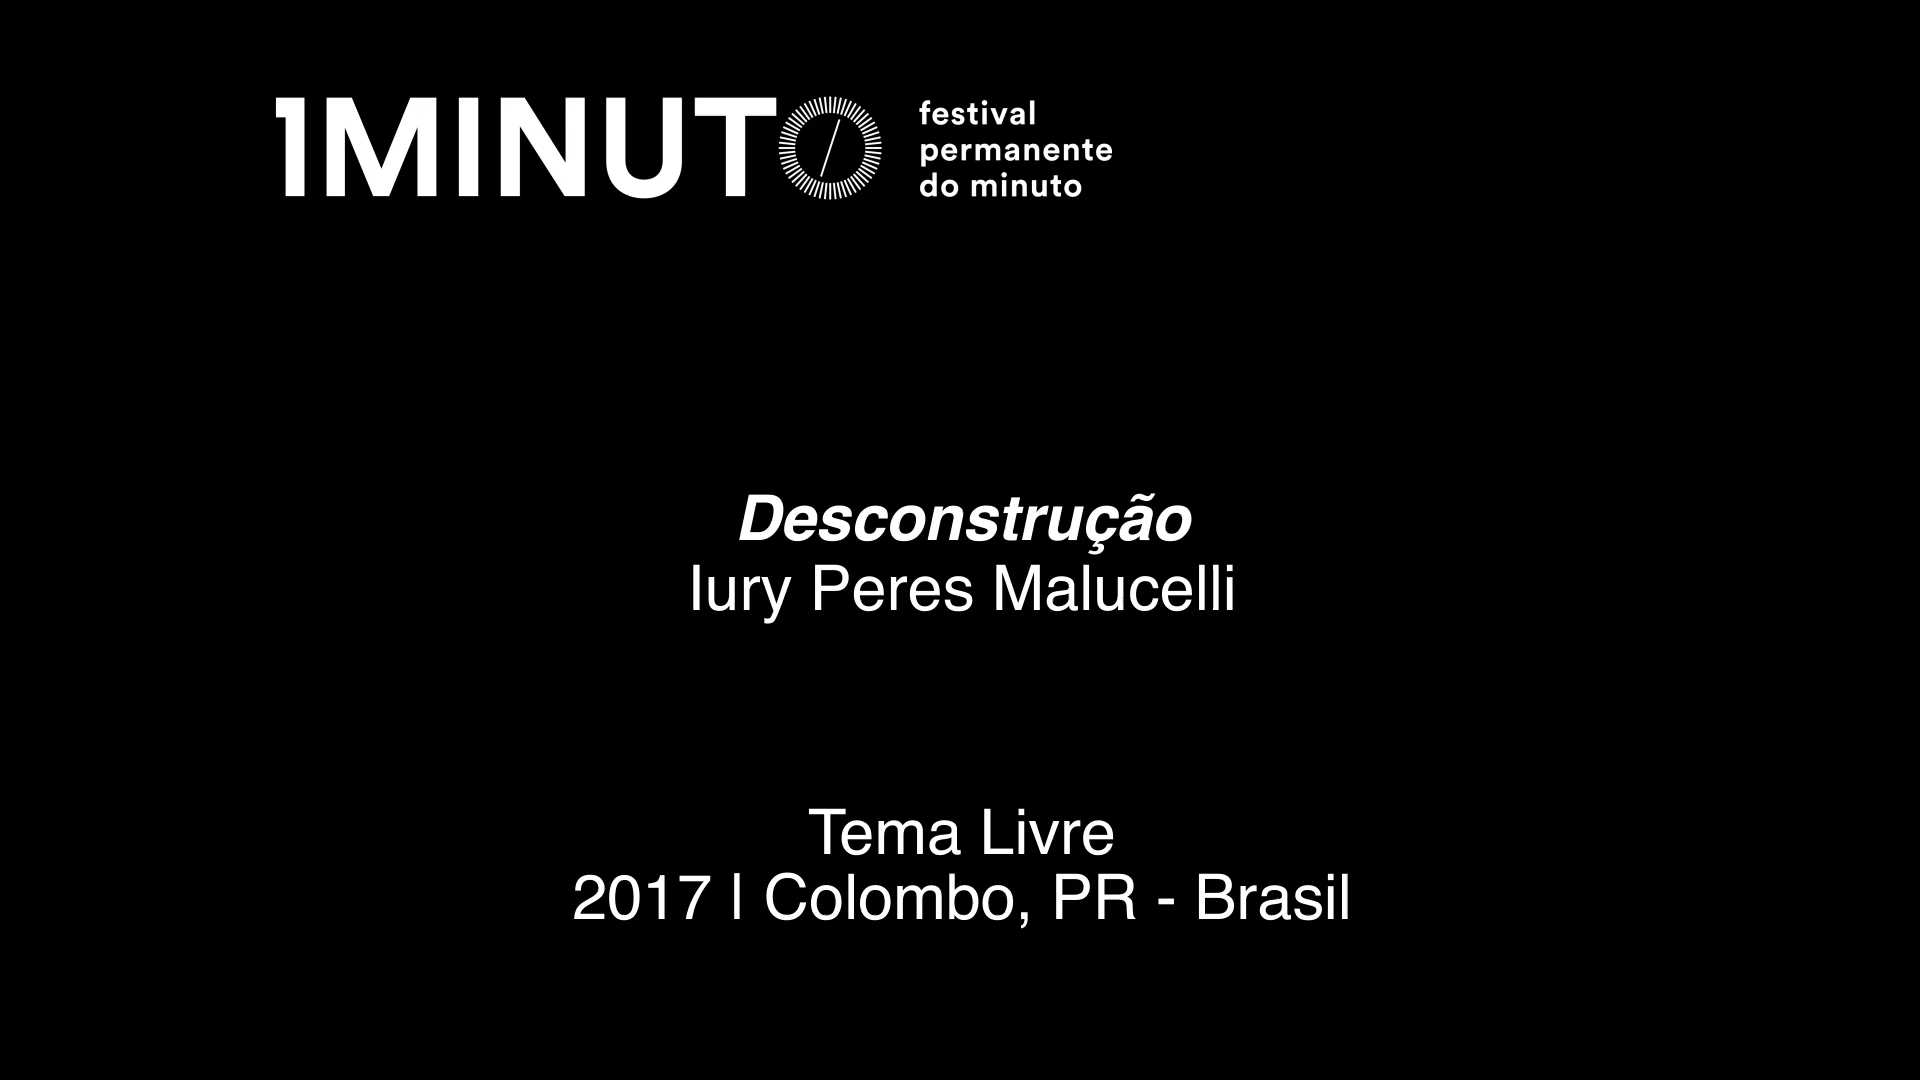 1MINUTO
festival
permanente
do minuto
Desconstrução
Iury Peres Malucelli
Tema Livre
2017 | Colombo, PR - Brasil